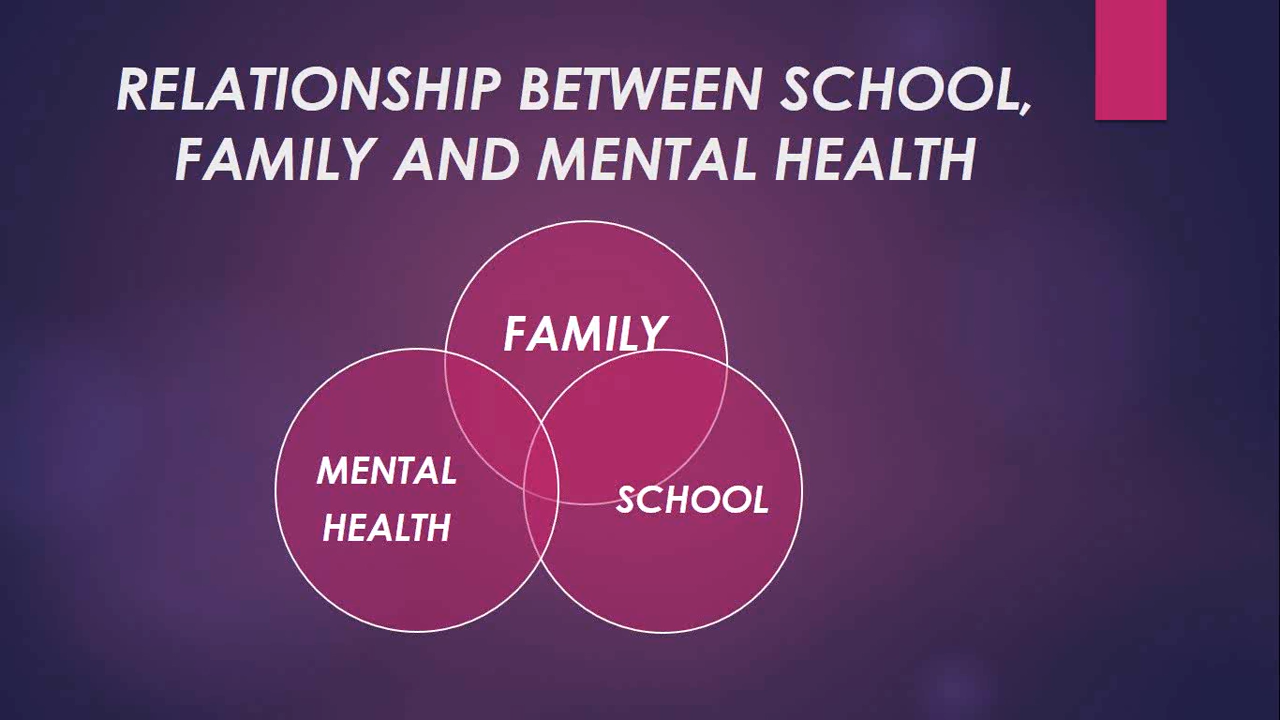 RELATIONSHIP BETWEEN SCHOOL,
FAMILY AND MENTAL HEALTH
FAMILY
MENTAL
HEALTH
SCHOOL